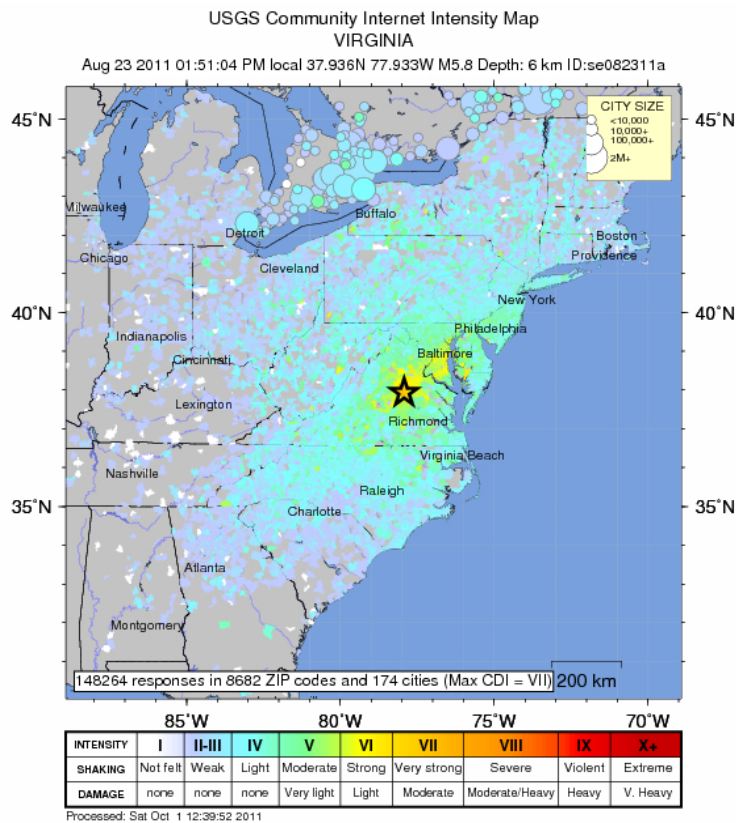 USGS Community Internet Intensity Map
VIRGINIA
Aug 23 2011 01:51:04 PM local 37.936N 77.933W M5.8 Depth: 6 km ID:se082311a
CITY SIZE
<10,000
10,000+
100,000+
2M+
45°N
45°N
Milwaukee
Buffalo
Detroit
Boston
Chicago
Providence
Cleveland
New York
40°N
40°N
Philadelphia
Indianapolis
Baltimore
Cincinnati
Lexington
Richmond
Virginia Beach
Nashville
Raleigh
35°N
35°N
Charlotte
Atlanta
Montgomery
148264 responses in 8682 ZIP codes and 174 cities (Max CDI = VII)
200 km
85°W 80°W 75°W 70°W
INTENSITY I II-III IV V VI VII VIII IX X+
SHAKING Not felt Weak Light Moderate Strong Very strong Severe Violent Extreme
DAMAGE none none none Very light Light Moderate Moderate/Heavy Heavy V. Heavy
Processed: Sat Oct 1 12:39:52 2011